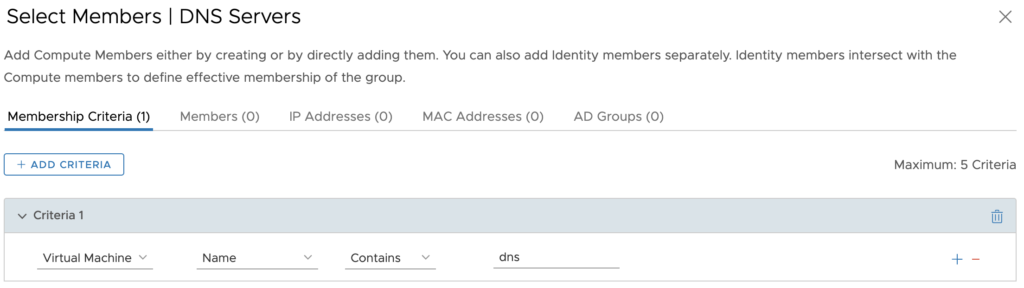 Select Members | DNS Servers
Add Compute Members either by creating or by directly adding them. You can also add Identity members separately. Identity members intersect with the
Compute members to define effective membership of the group.
Membership Criteria (1) Members (0) IP Addresses (0) MAC Addresses (0) AD Groups (0)
+ ADD CRITERIA Maximum: 5 Criteria
Criteria 1
Virtual Machine Name Contains dns